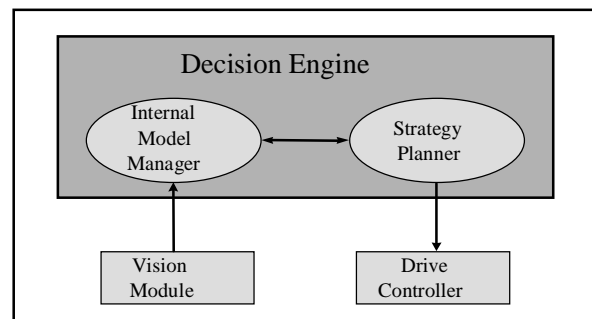 Decision Engine
Internal
Model
Manager
Strategy
Planner
Vision
Module
Drive
Controller